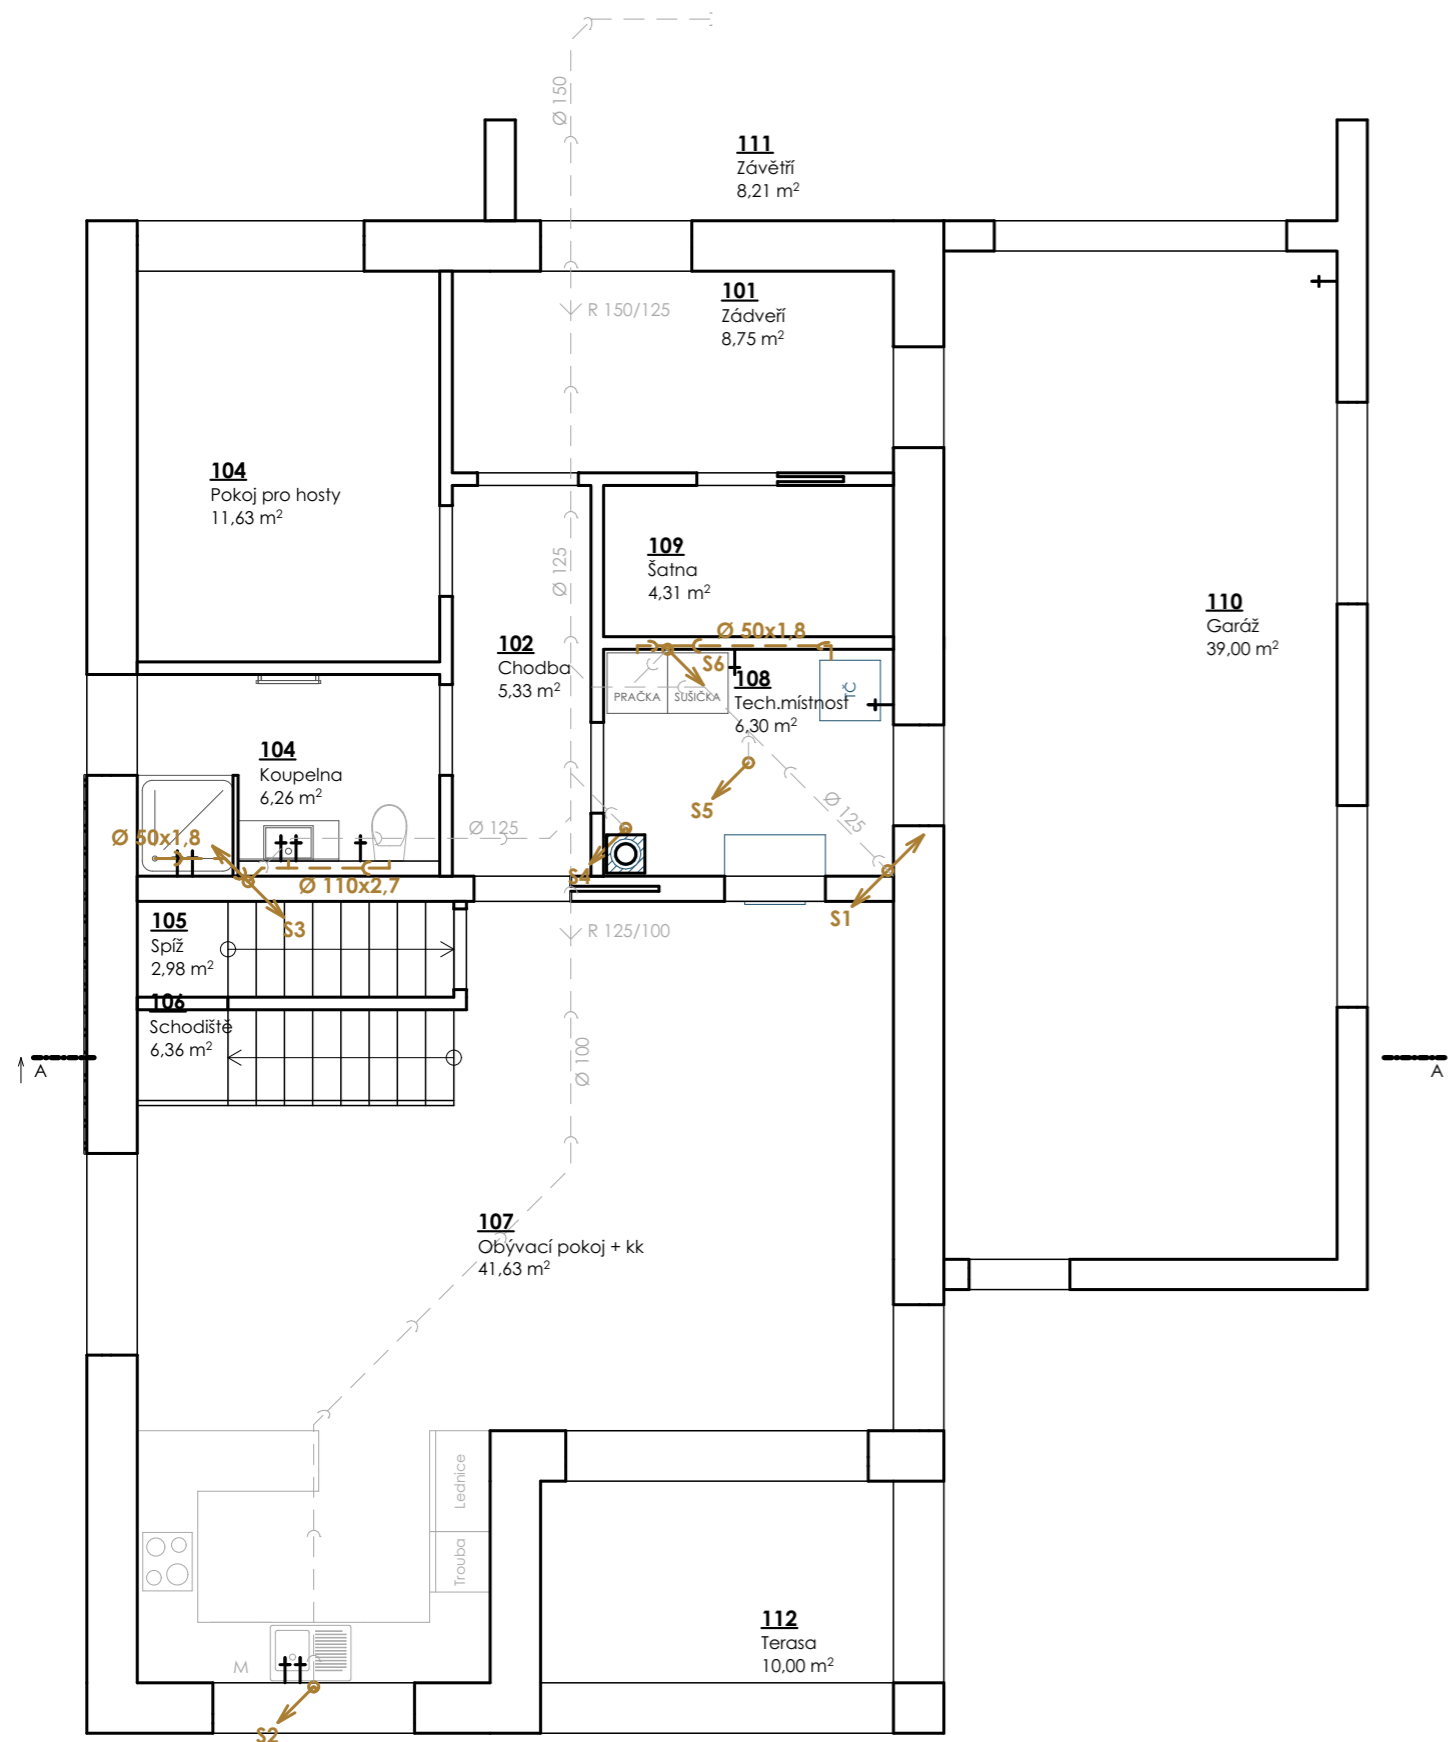 Ø 150
111
Závětří
8,21 m²
101
Zádveří
8,75 m²
R 150/125
104
Pokoj pro hosty
11,63 m²
Ø 125
109
Šatna
4,31 m²
110
Garáž
39,00 m²
102
Chodba
5,33 m²
Ø 50x1,8
S6
PRAČKA
SUŠIČKA
108
Tech.místnost
6,30 m²
TČ
104
Koupelna
6,26 m²
S5
Ø 125
Ø 50x1,8
Ø 125
Ø 110x2,7
S4
S3
S1
105
Spíž
2,98 m²
R 125/100
106
Schodiště
6,36 m²
A
A
Ø 100
107
Obývací pokoj + kk
41,63 m²
Lednice
Trouba
112
Terasa
10,00 m²
M
S2